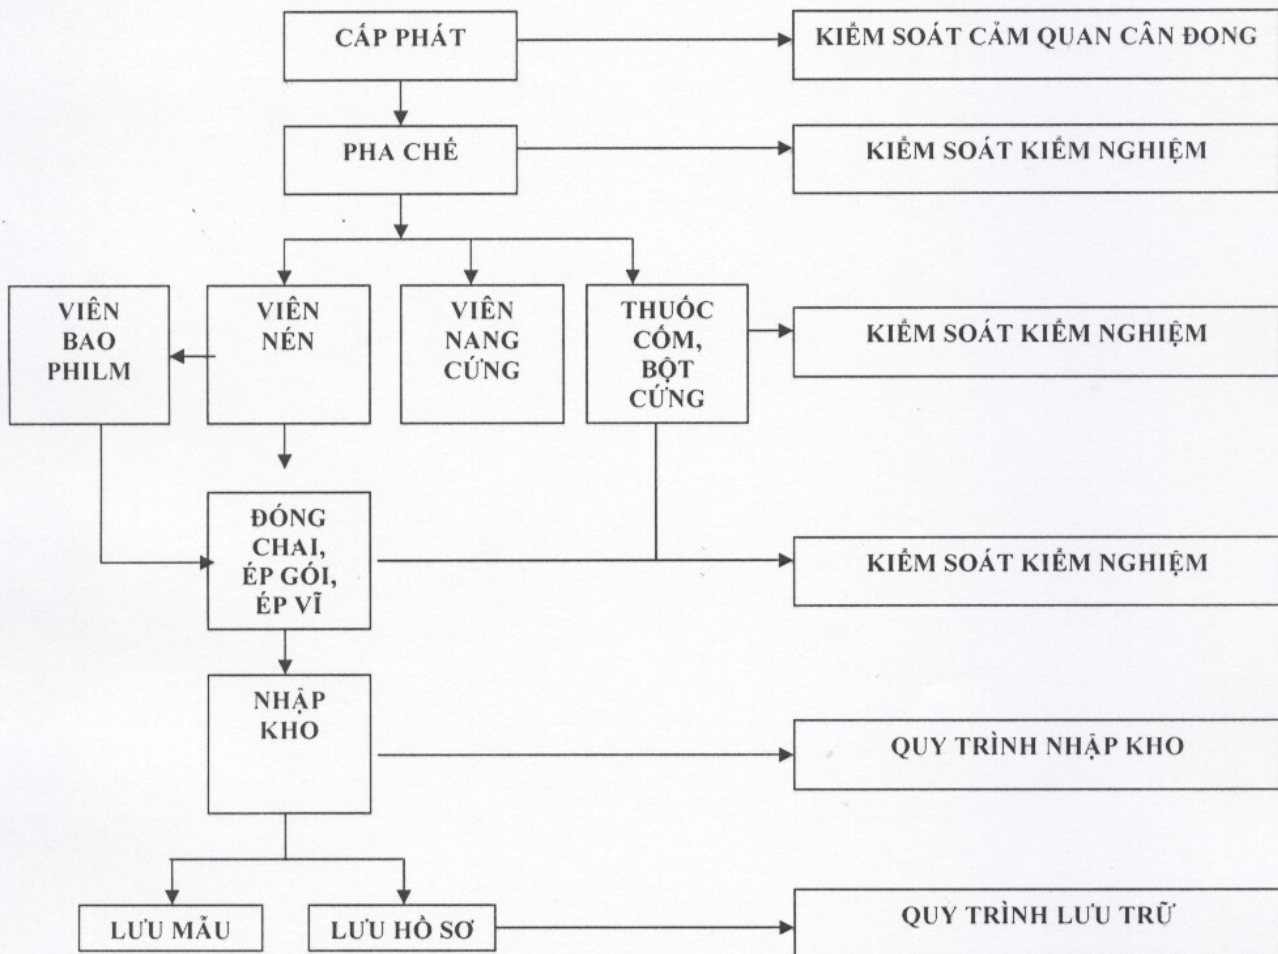 CẤP PHÁT
KIỂM SOÁT CẢM QUAN CÂN ĐONG
PHA CHẾ
KIỂM SOÁT KIỂM NGHIỆM
VIÊN
BAO
PHILM
VIÊN
NÉN
VIÊN
NANG
CỨNG
THUỐC
CỐM,
BỘT
CỨNG
KIỂM SOÁT KIỂM NGHIỆM
ĐÓNG
CHAI,
ÉP GÓI,
ÉP VĨ
KIỂM SOÁT KIỂM NGHIỆM
NHẬP
KHO
QUY TRÌNH NHẬP KHO
LƯU MẪU
LƯU HỒ SƠ
QUY TRÌNH LƯU TRỮ